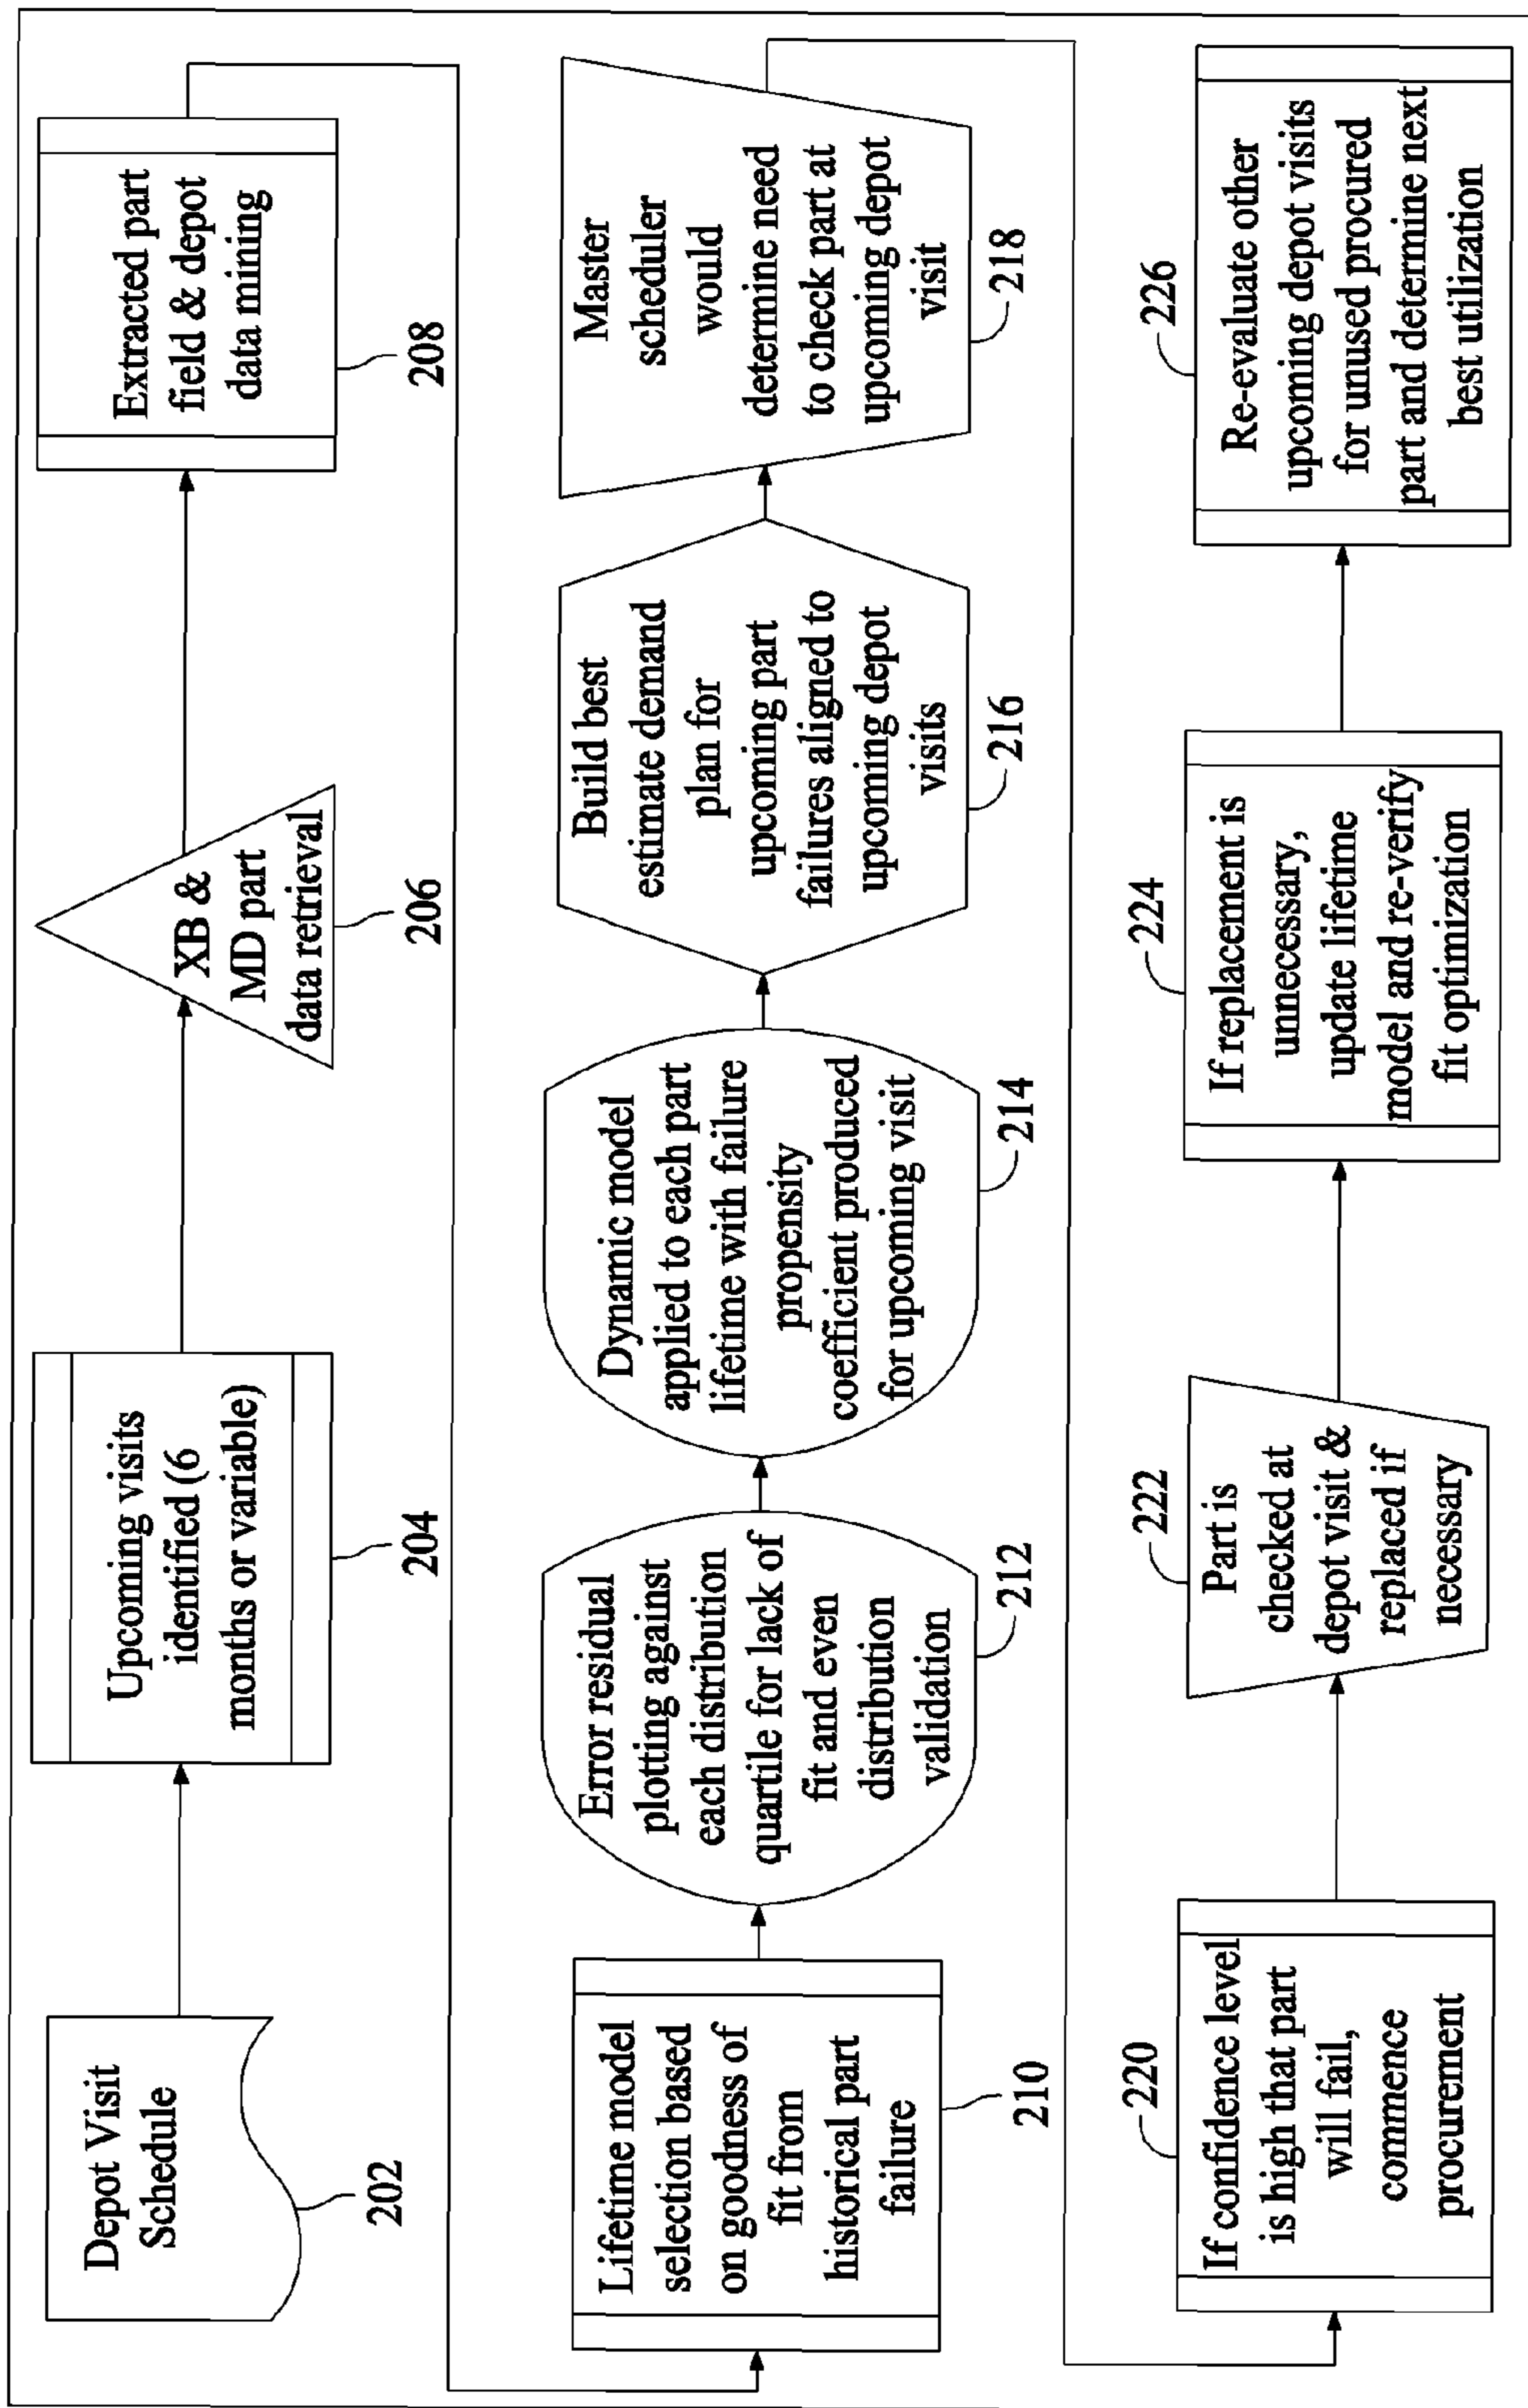 Depot Visit
Schedule
202
Upcoming visits
identified (6
months or variable)
204
XB &
MD part
data retrieval
206
Extracted part
field & depot
data mining
208
Lifetime model
selection based
on goodness of
fit from
historical part
failure
210
Error residual
plotting against
each distribution
quartile for lack of
fit and even
distribution
validation
212
Dynamic model
applied to each part
lifetime with failure
propensity
coefficient produced
for upcoming visit
214
Build best
estimate demand
plan for
upcoming part
failures aligned to
upcoming depot
visits
216
Master
scheduler
would
determine need
to check part at
upcoming depot
visit
218
220
If confidence level
is high that part
will fail,
commence
procurement
222
Part is
checked at
depot visit &
replaced if
necessary
224
If replacement is
unnecessary,
update lifetime
model and re-verify
fit optimization
226
Re-evaluate other
upcoming depot visits
for unused procured
part and determine next
best utilization